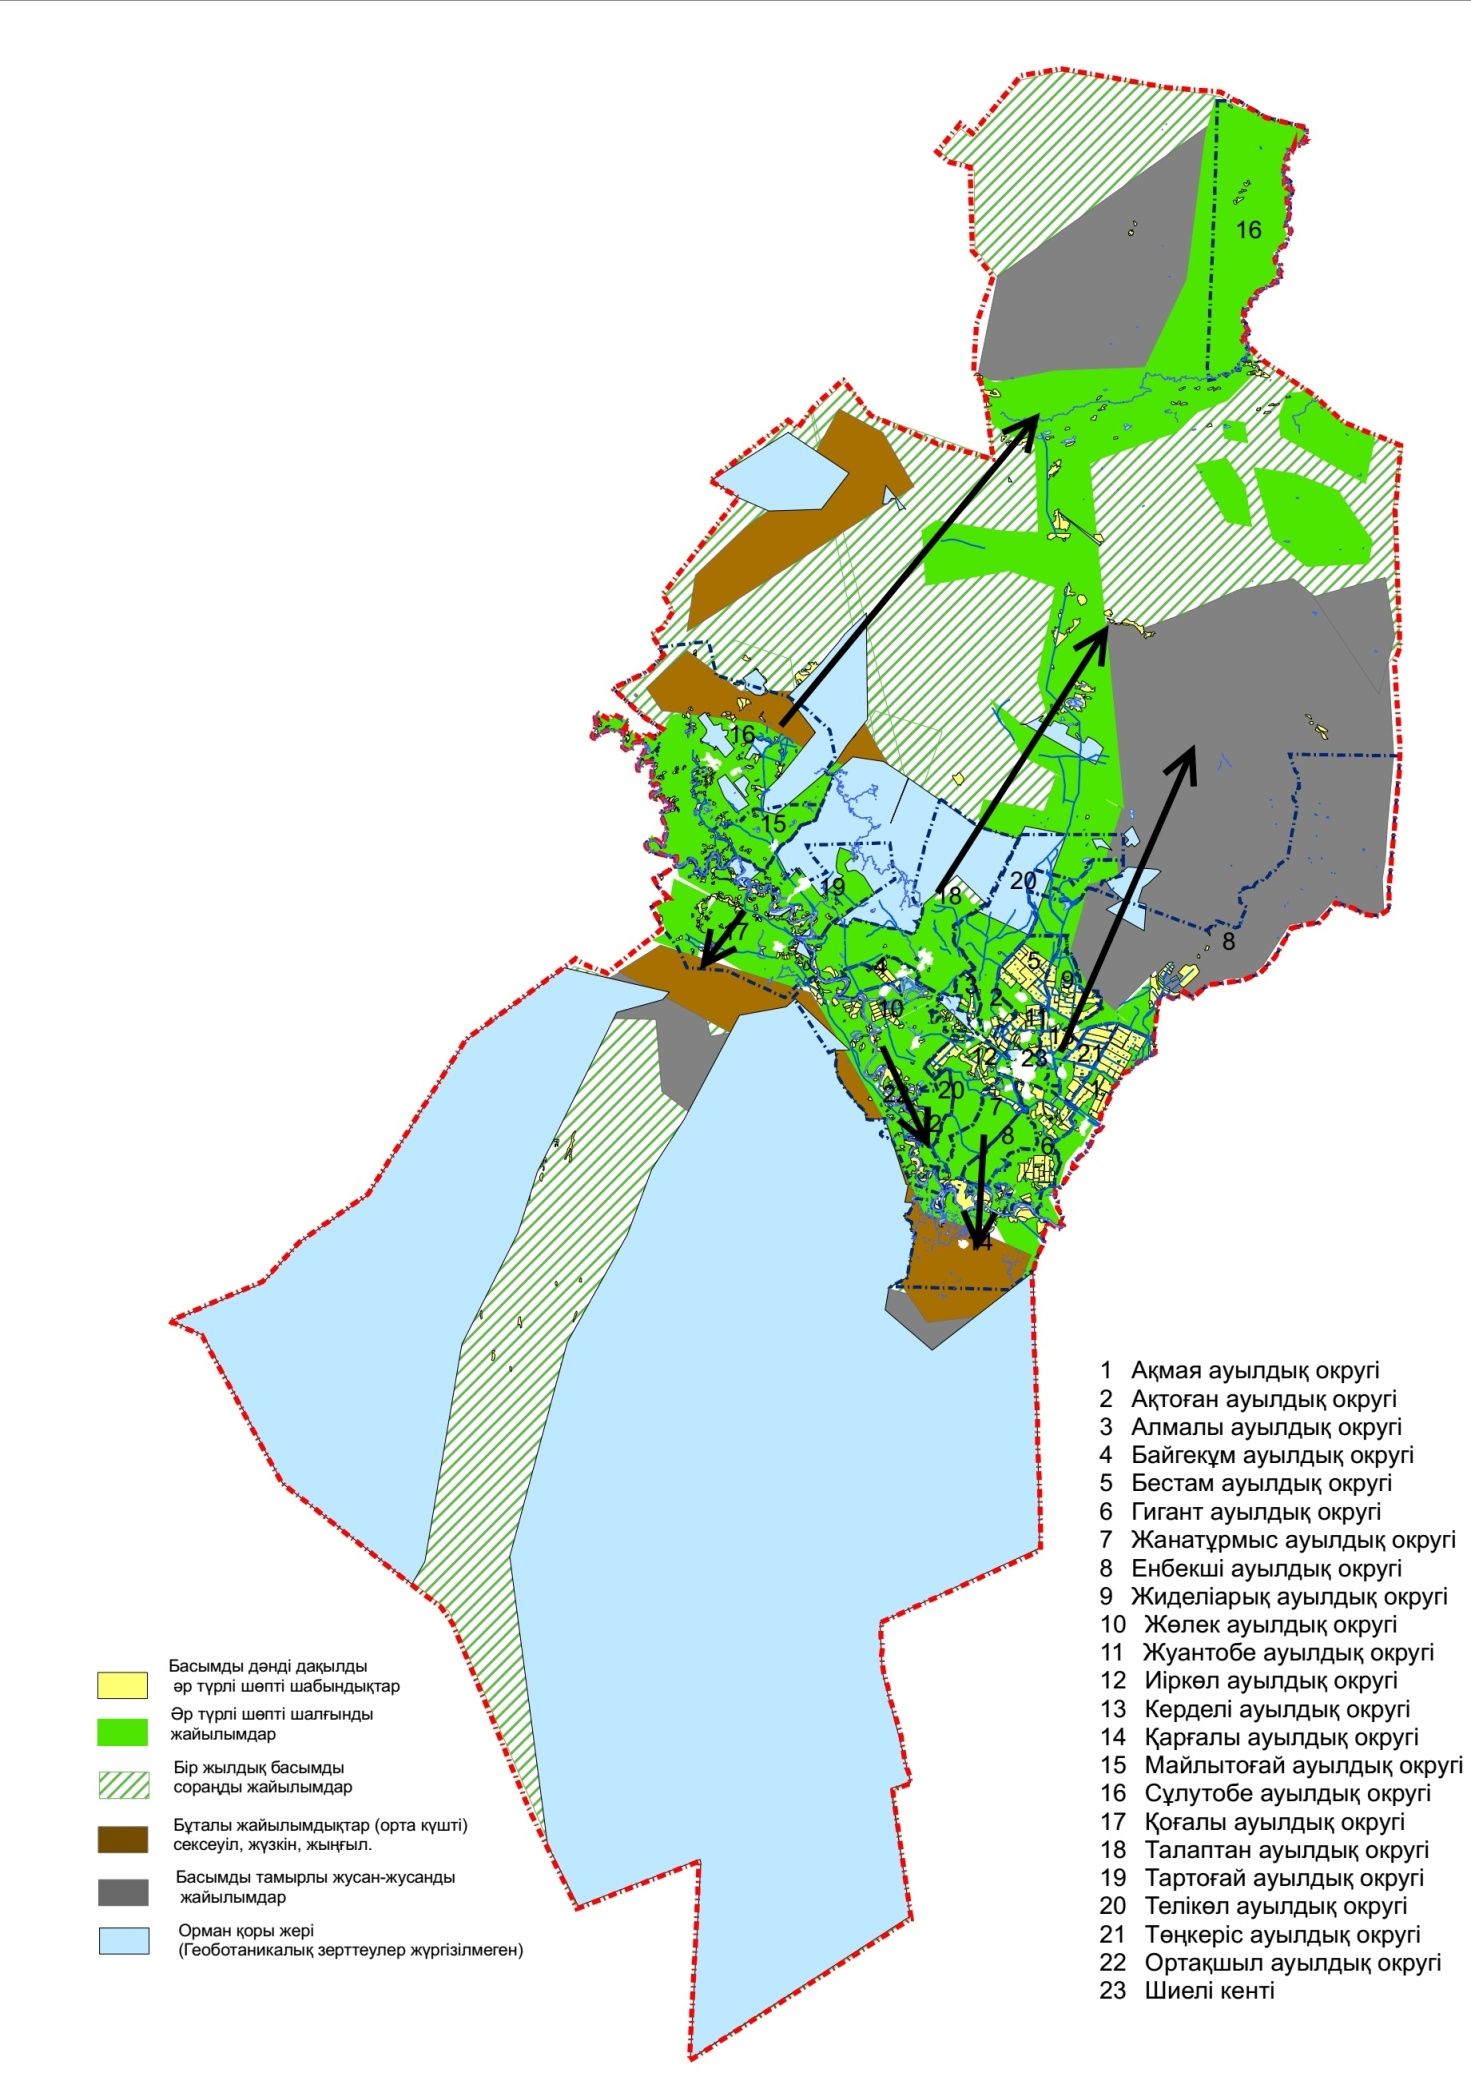 16
16
15
19
18
20
17
8
5
9
4
3
2
10
11
13
12
23
21
1
20
22
7
12
8
6
14
1 Ақмая ауылдық округі
2 Ақтоған ауылдық округі
3 Алмалы ауылдық округі
4 Байгекұм ауылдық округі
5 Бестам ауылдық округі
6 Гигант ауылдық округі
7 Жанатұрмыс ауылдық округі
8 Енбекші ауылдық округі
9 Жиделіарық ауылдық округі
10 Жөлек ауылдық округі
11 Жуантобе ауылдық округі
12 Иіркөл ауылдық округі
13 Керделі ауылдық округі
14 Қарғалы ауылдық округі
15 Майлытоғай ауылдық округі
16 Сұлутобе ауылдық округі
17 Қоғалы ауылдық округі
18 Талаптан ауылдық округі
19 Тартоғай ауылдық округі
20 Телікөл ауылдық округі
21 Төңкеріс ауылдық округі
22 Ортақшыл ауылдық округі
23 Шиелі кенті
Басымды дәнді дақылды
әр түрлі шөпті шабындықтар
Әр түрлі шөпті шалғынды
жайылымдар
Бір жылдық басымды
сораңды жайылымдар
Бұталы жайылымдықтар (орта күшті)
сексеуіл, жүзкін, жыңғыл.
Басымды тамырлы жусан-жусанды
жайылымдар
Орман қоры жері
(Геоботаникалық зерттеулер жүргізілмеген)